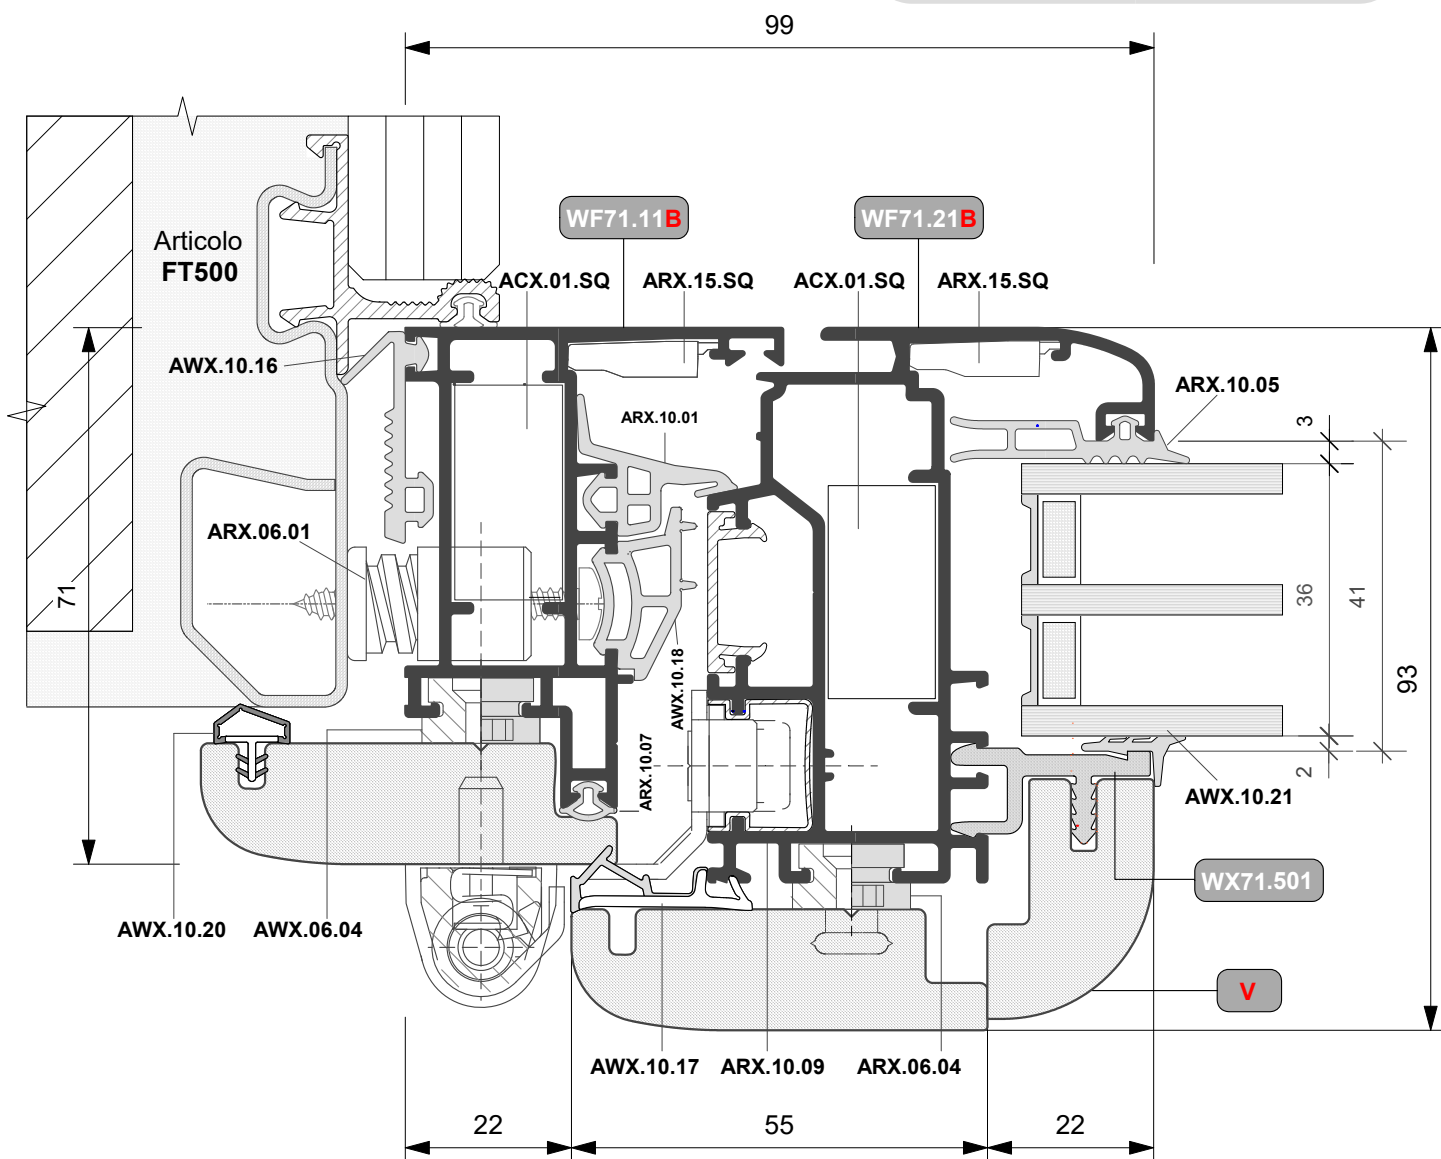 99
WF71.11B
WF71.21B
Articolo
FT500
ACX.01.SQ
ARX.15.SQ
ACX.01.SQ
ARX.15.SQ
AWX.10.16
ARX.10.05
ARX.10.01
3
ARX.06.01
71
36
41
AWX.10.18
93
ARX.10.07
2
AWX.10.21
WX71.501
AWX.10.20
AWX.06.04
V
AWX.10.17
ARX.10.09
ARX.06.04
22
55
22